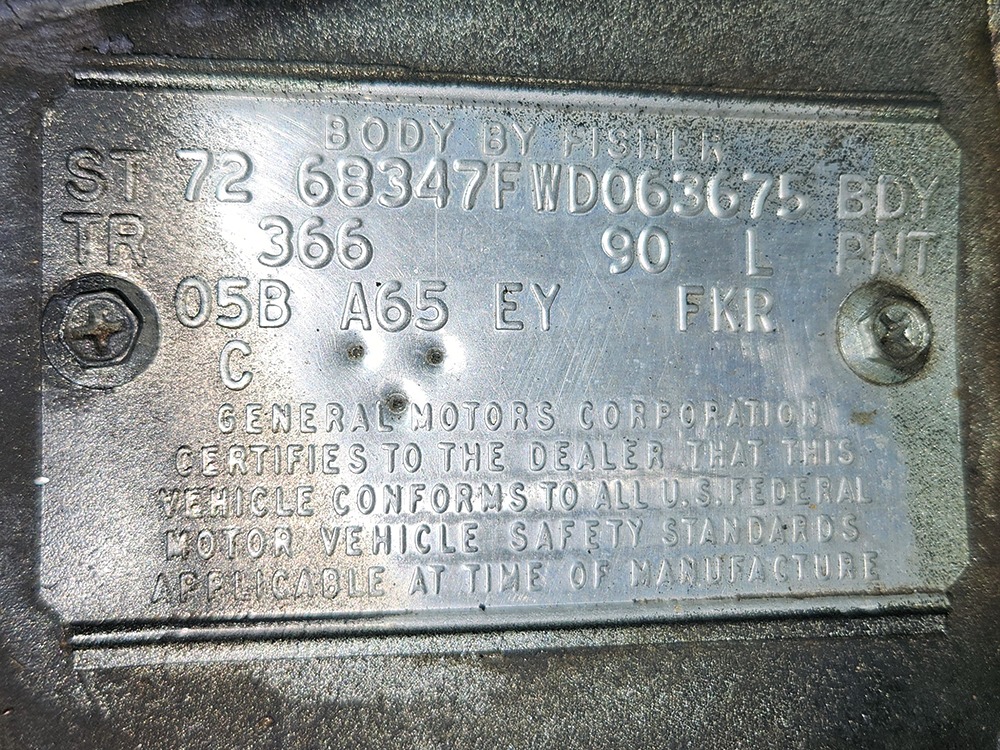 BODY BY FISHER
ST 72 68347F WD063675 BDY
TR 366 90 L PNT
05B A65 EY FKR
C
GENERAL MOTORS CORPORATION
CERTIFIES TO THE DEALER THAT THIS
VEHICLE CONFORMS TO ALL U.S. FEDERAL
MOTOR VEHICLE SAFETY STANDARDS
APPLICABLE AT TIME OF MANUFACTURE